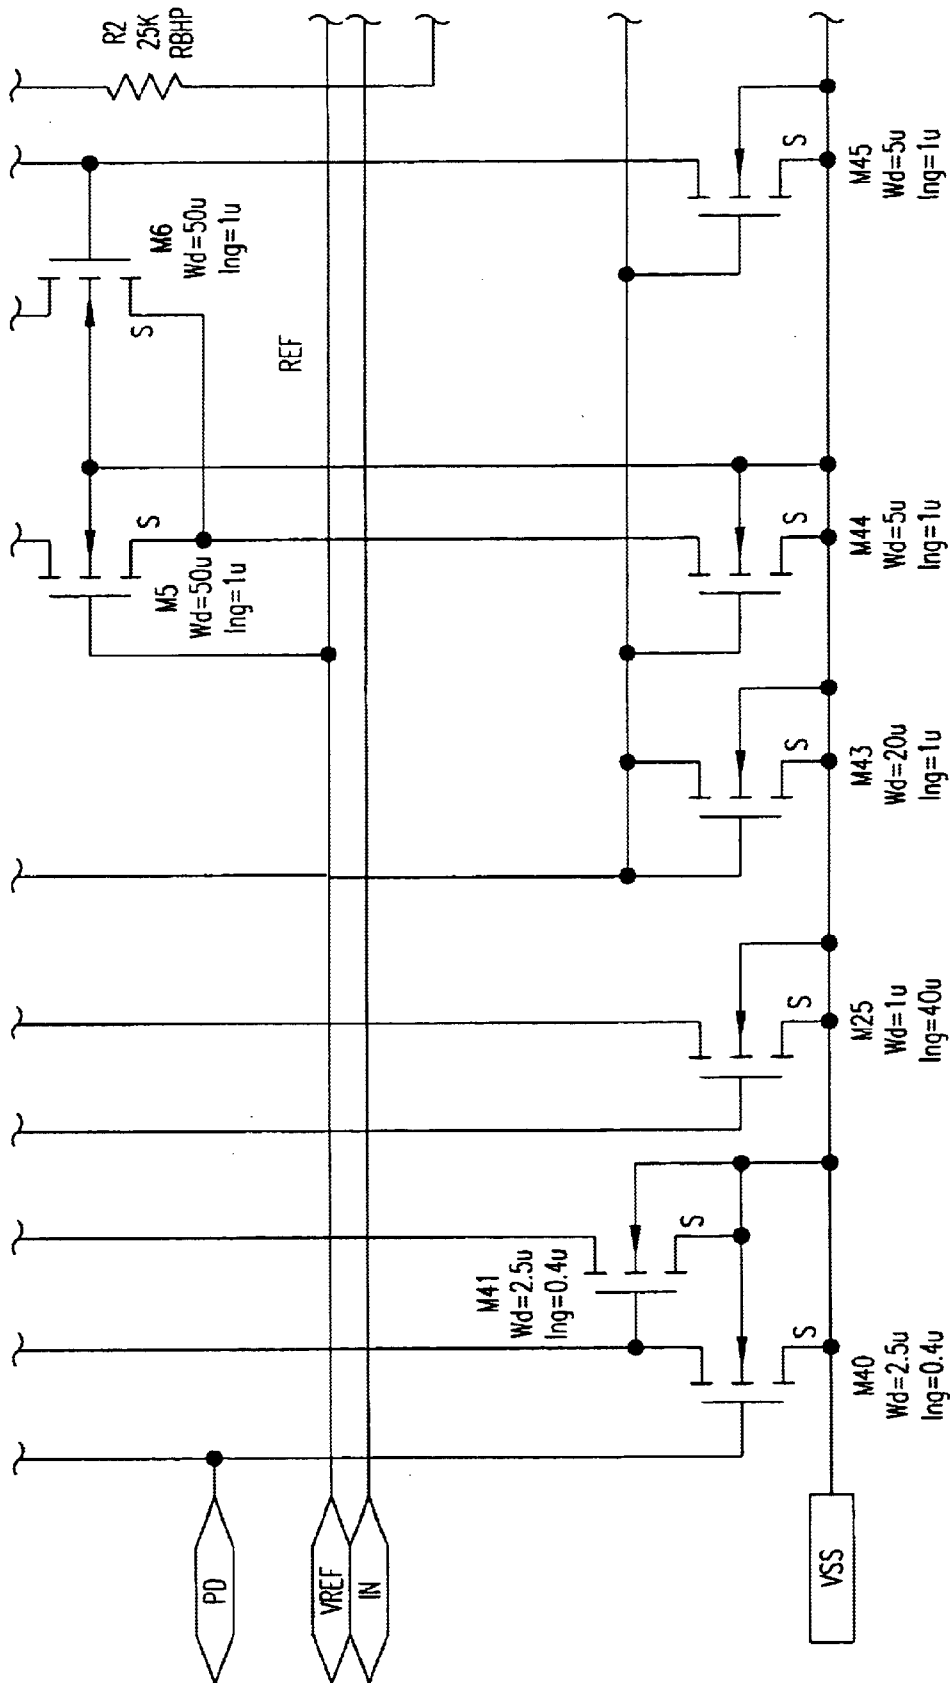 R2
25K
RBHP
M6
Wd=50u
lng=1u
S
REF
S
M5
Wd=50u
lng=1u
M45
Wd=5u
lng=1u
S
M44
Wd=5u
lng=1u
S
M43
Wd=20u
lng=1u
S
M25
Wd=1u
lng=40u
S
M41
Wd=2.5u
lng=0.4u
S
M40
Wd=2.5u
lng=0.4u
S
PD
VREF
IN
VSS